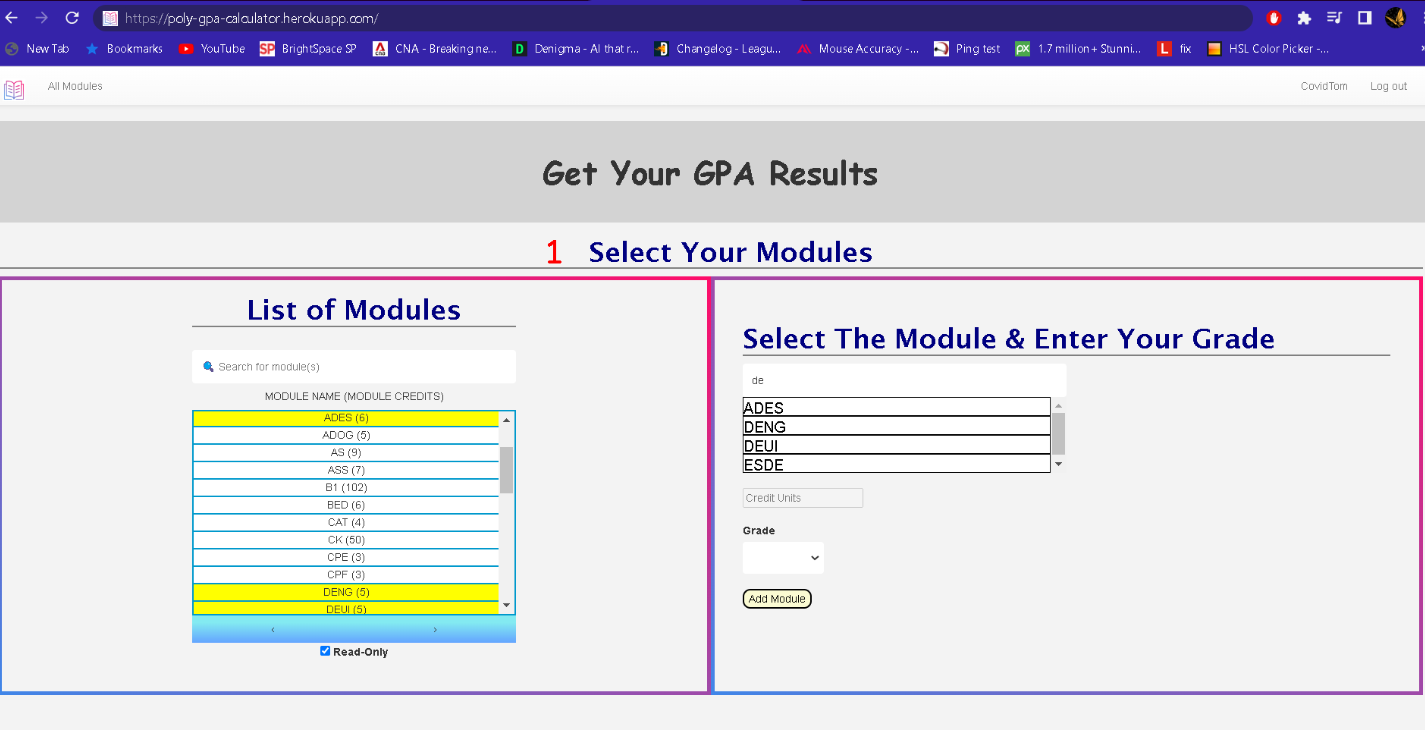 https://poly-gpa-calculator.herokuapp.com/
New Tab Bookmarks YouTube SP BrightSpace SP CNA - Breaking ne... D Denigma - AI that r... Changelog - Leagu... Mouse Accuracy -... Ping test px 1.7 million+ Stunni... L fix HSL Color Picker -...
All Modules CovidTom Log out
Get Your GPA Results
1 Select Your Modules
List of Modules
Search for module(s)
MODULE NAME (MODULE CREDITS)
ADES (6)
ADOG (5)
AS (9)
ASS (7)
B1 (102)
BED (6)
CAT (4)
CK (50)
CPE (3)
CPF (3)
DENG (5)
DEUI (5)
‹ ›
Read-Only
Select The Module & Enter Your Grade
de
ADES
DENG
DEUI
ESDE
Credit Units
Grade
Add Module